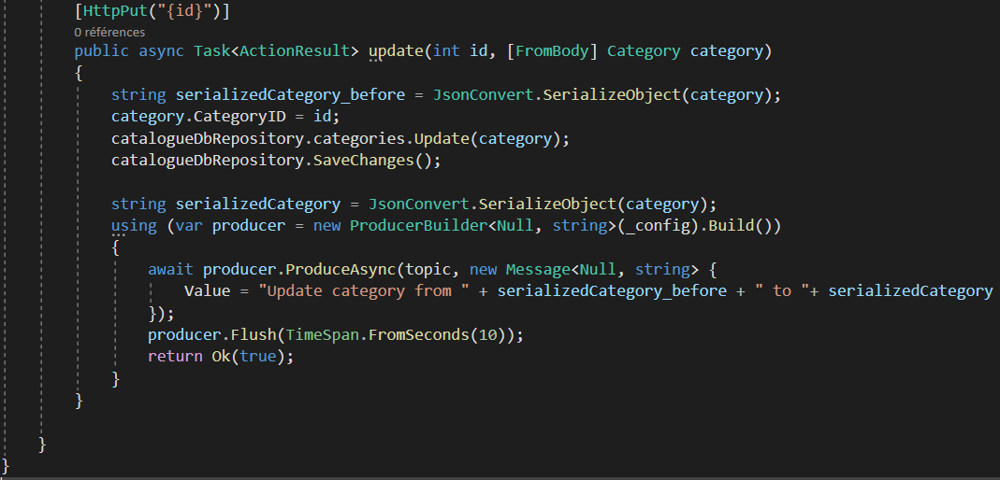 [HttpPut("{id}")]
0 références
public async Task<ActionResult> update(int id, [FromBody] Category category)
{
string serializedCategory_before = JsonConvert.SerializeObject(category);
category.CategoryID = id;
catalogueDbRepository.categories.Update(category);
catalogueDbRepository.SaveChanges();
string serializedCategory = JsonConvert.SerializeObject(category);
using (var producer = new ProducerBuilder<Null, string>(_config).Build())
{
await producer.ProduceAsync(topic, new Message<Null, string> {
Value = "Update category from " + serializedCategory_before + " to "+ serializedCategory
});
producer.Flush(TimeSpan.FromSeconds(10));
return Ok(true);
}
}
}
}